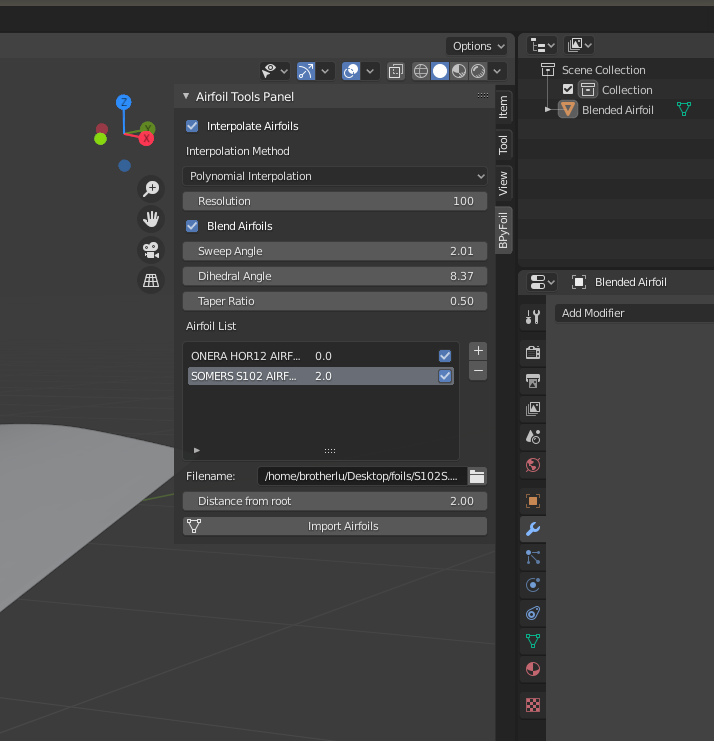 Options
Z
Y
X
Airfoil Tools Panel
Interpolate Airfoils
Interpolation Method
Polynomial Interpolation
Resolution 100
Blend Airfoils
Sweep Angle 2.01
Dihedral Angle 8.37
Taper Ratio 0.50
Airfoil List
ONERA HOR12 AIRF... 0.0
SOMERS S102 AIRF... 2.0
+
−
Filename: /home/brotherlu/Desktop/foils/S102S....
Distance from root 2.00
Import Airfoils
Item
Tool
View
BPyFoil
Scene Collection
Collection
Blended Airfoil
Blended Airfoil
Add Modifier